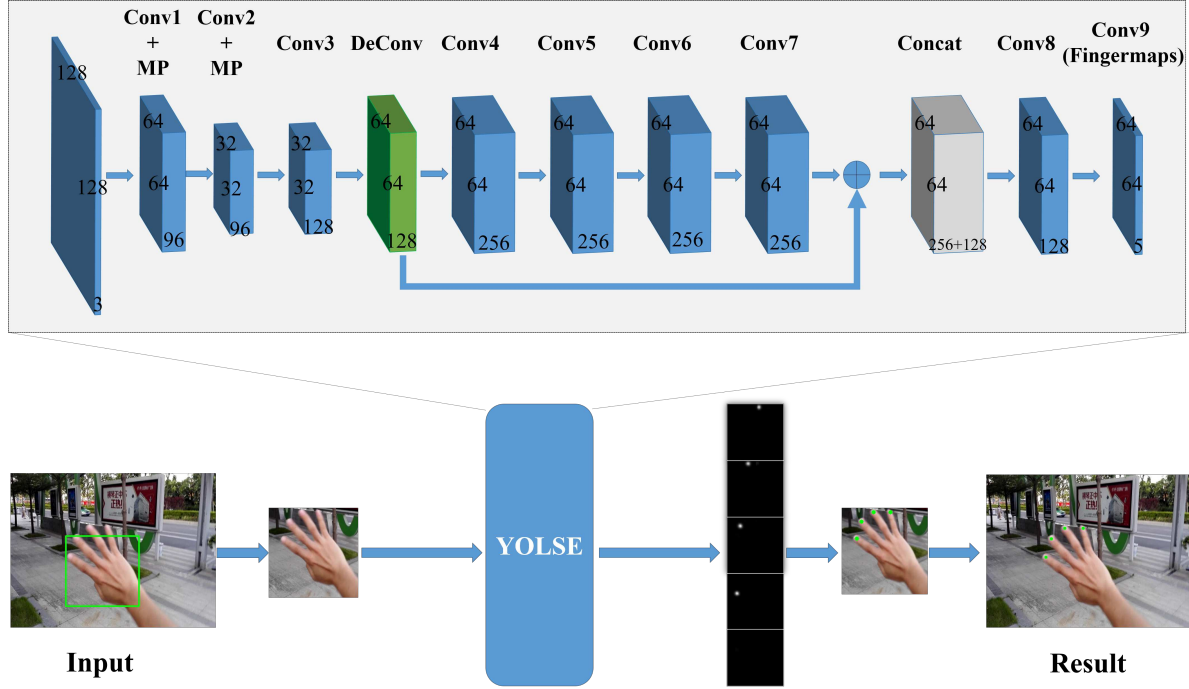 Conv1
+
MP
Conv2
+
MP
Conv3
DeConv
Conv4
Conv5
Conv6
Conv7
Concat
Conv8
Conv9
(Fingermaps)
128
128
3
64
64
96
32
32
96
32
32
128
64
64
128
64
64
256
64
64
256
64
64
256
64
64
256
64
64
256+128
64
64
128
64
64
5
YOLSE
Input
Result